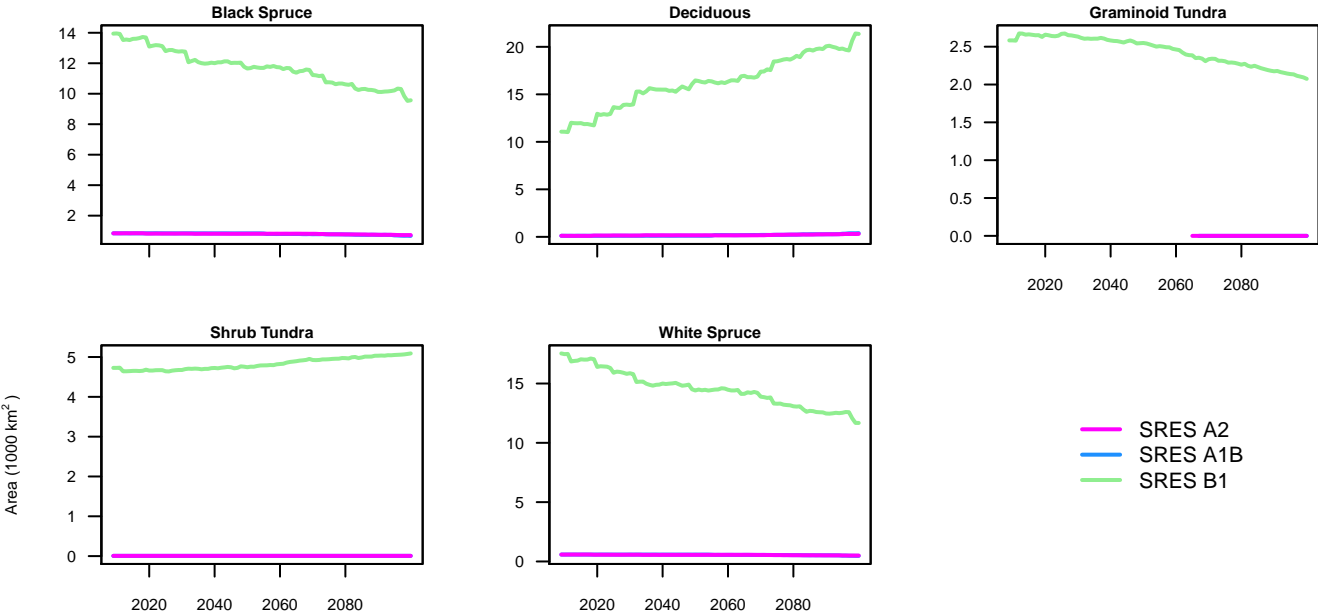 Black Spruce
14
12
10
8
6
4
2
Deciduous
20
15
10
5
0
Graminoid Tundra
2.5
2.0
1.5
1.0
0.5
0.0
2020 2040 2060 2080
Shrub Tundra
5
4
3
2
1
0
2020 2040 2060 2080
White Spruce
15
10
5
0
2020 2040 2060 2080
Area (1000 km² )
SRES A2
SRES A1B
SRES B1